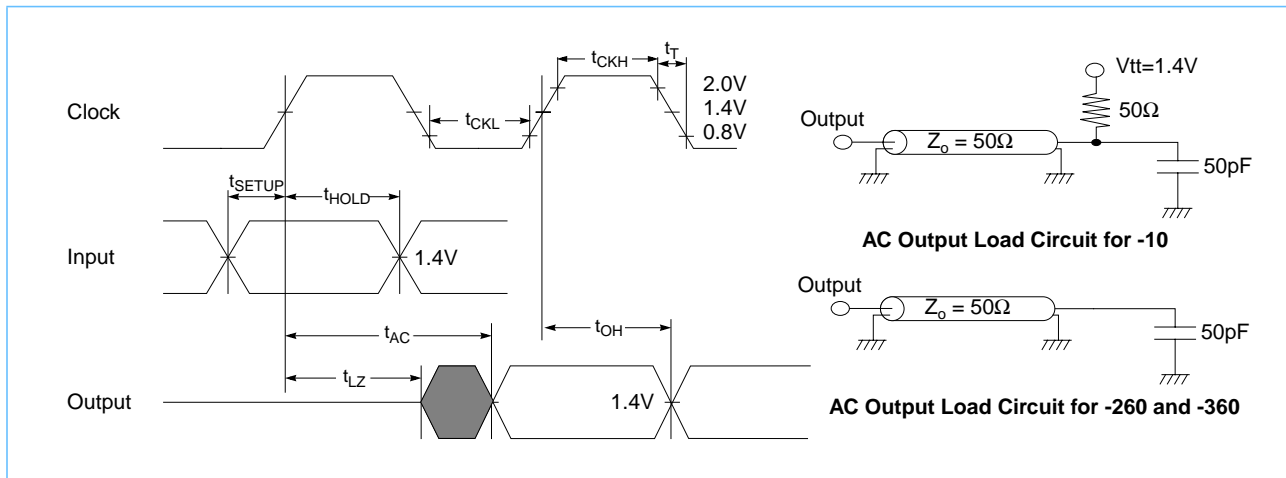 Clock
tCKH
tT
tCKL
2.0V
1.4V
0.8V
tSETUP
tHOLD
Input
1.4V
tAC
tOH
tLZ
Output
1.4V
Vtt=1.4V
50Ω
Output
Zo = 50Ω
50pF
AC Output Load Circuit for -10
Output
Zo = 50Ω
50pF
AC Output Load Circuit for -260 and -360